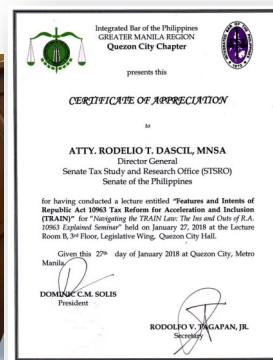 Integrated Bar of the Philippines
GREATER MANILA REGION
Quezon City Chapter
presents this
CERTIFICATE OF APPRECIATION
to
ATTY. RODELIO T. DASCIL, MNSA
Director General
Senate Tax Study and Research Office (STSRO)
Senate of the Philippines
for having conducted a lecture entitled "Features and Intents of
Republic Act 10963 Tax Reform for Acceleration and Inclusion
(TRAIN)" for "Navigating the TRAIN Law: The Ins and Outs of R.A.
10963 Explained Seminar" held on January 27, 2018 at the Lecture
Room B, 3rd Floor, Legislative Wing, Quezon City Hall.
Given this 27th day of January 2018 at Quezon City, Metro
Manila.
DOMINIC C.M. SOLIS
President
RODOLFO V. TAGAPAN, JR.
Secretary